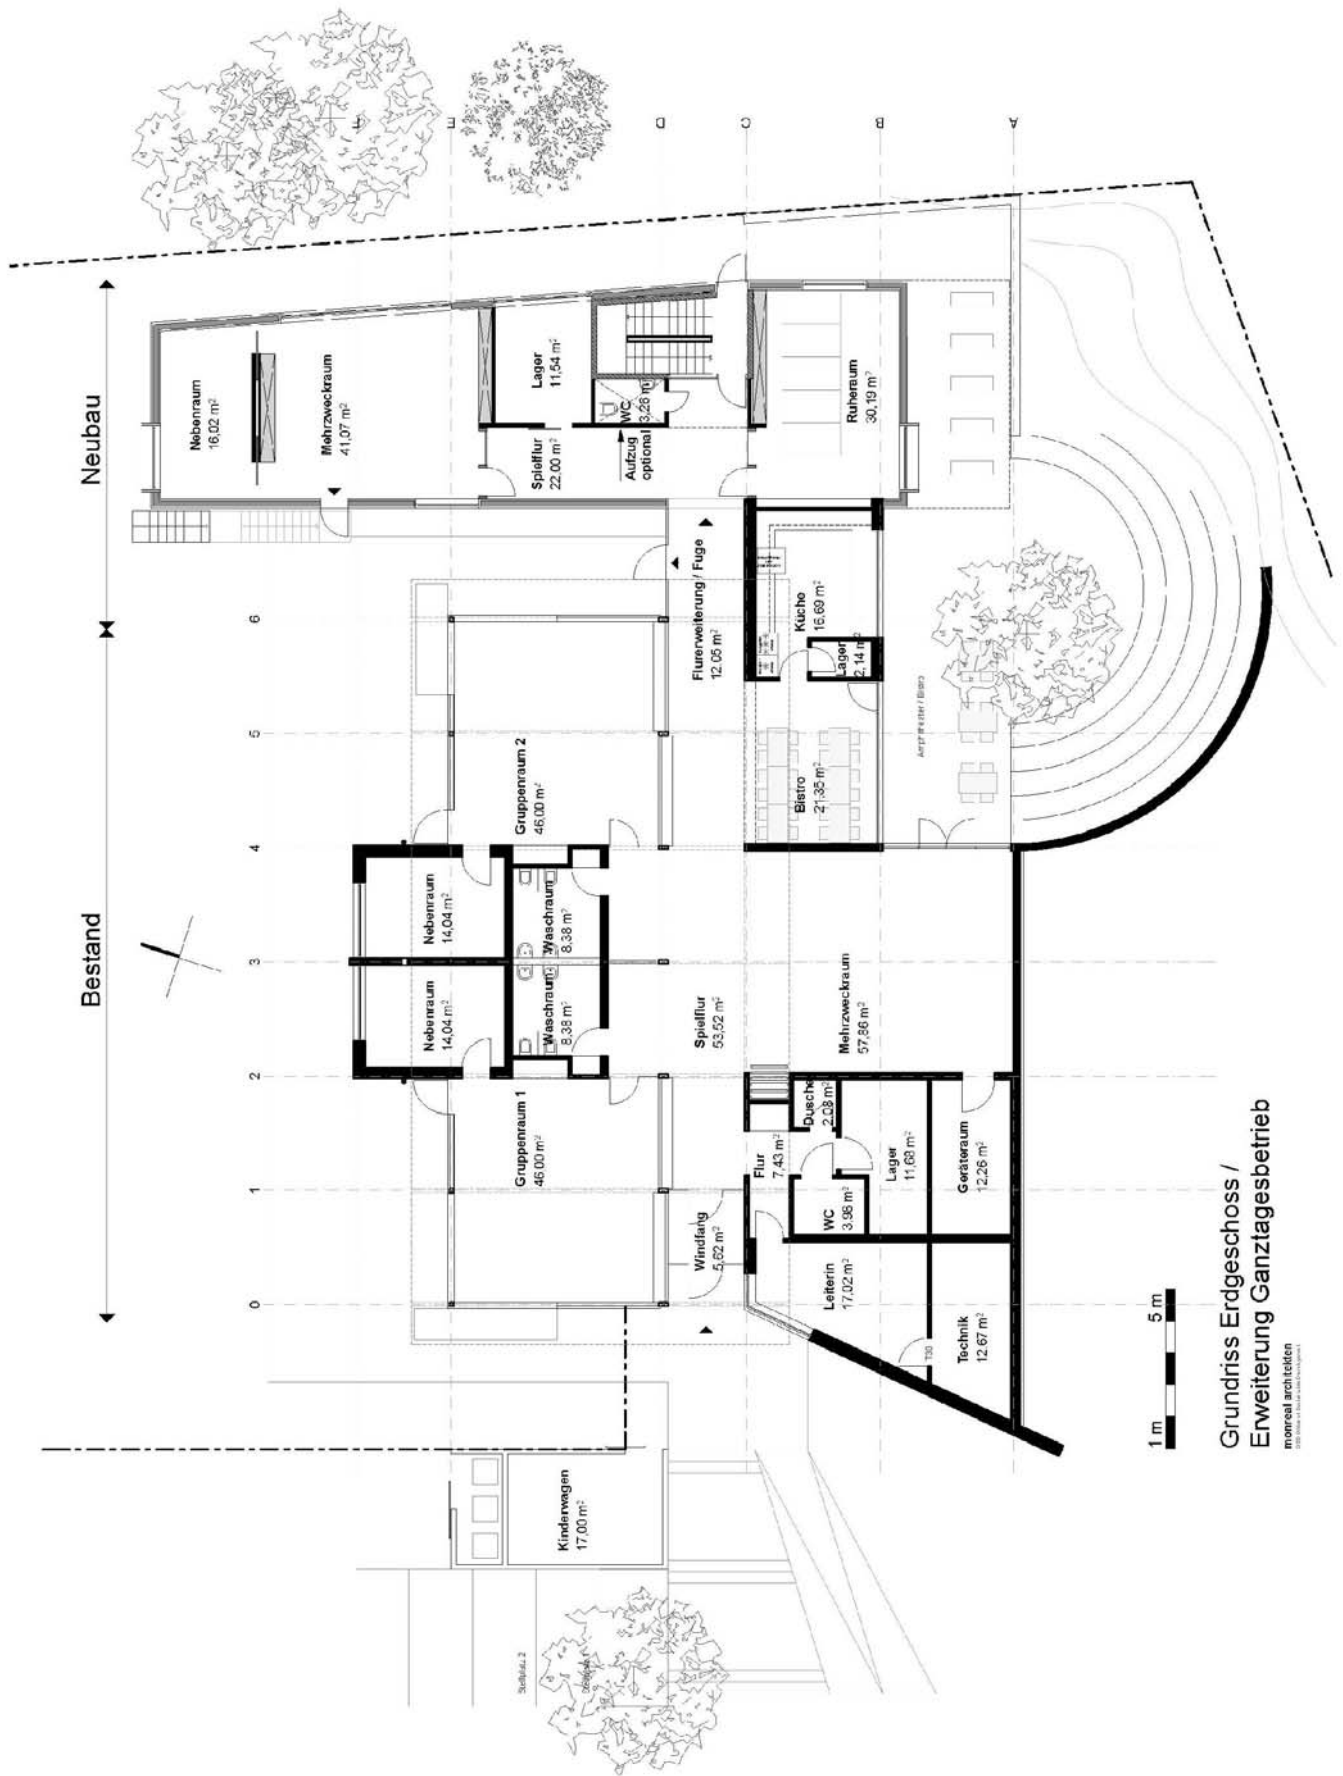 Bestand
Neubau
0
1
2
3
4
5
6
F
E
D
C
B
A
Nebenraum
16,02 m²
Mehrzweckraum
41,07 m²
Spielflur
22,00 m²
Lager
11,54 m²
WC
3,28 m²
Aufzug
optional
Ruheraum
30,19 m²
Flurerweiterung / Fuge
12.05 m²
Küche
16,69 m²
Lager
2,14 m²
Bistro
21,35 m²
Amphitheater / Bistro
Gruppenraum 2
46,00 m²
Nebenraum
14,04 m²
Nebenraum
14,04 m²
Waschraum
8,38 m²
Waschraum
8,38 m²
Gruppenraum 1
46,00 m²
Spielflur
53,52 m²
Mehrzweckraum
57,86 m²
Windfang
5,62 m²
Flur
7,43 m²
Dusche
2,08 m²
WC
3,98 m²
Lager
11,68 m²
Geräteraum
12,26 m²
Leiterin
17,02 m²
T30
Technik
12.67 m²
Kinderwagen
17,00 m²
Stellplatz 2
1 m
5 m
Grundriss Erdgeschoss /
Erweiterung Ganztagesbetrieb
monreal architekten